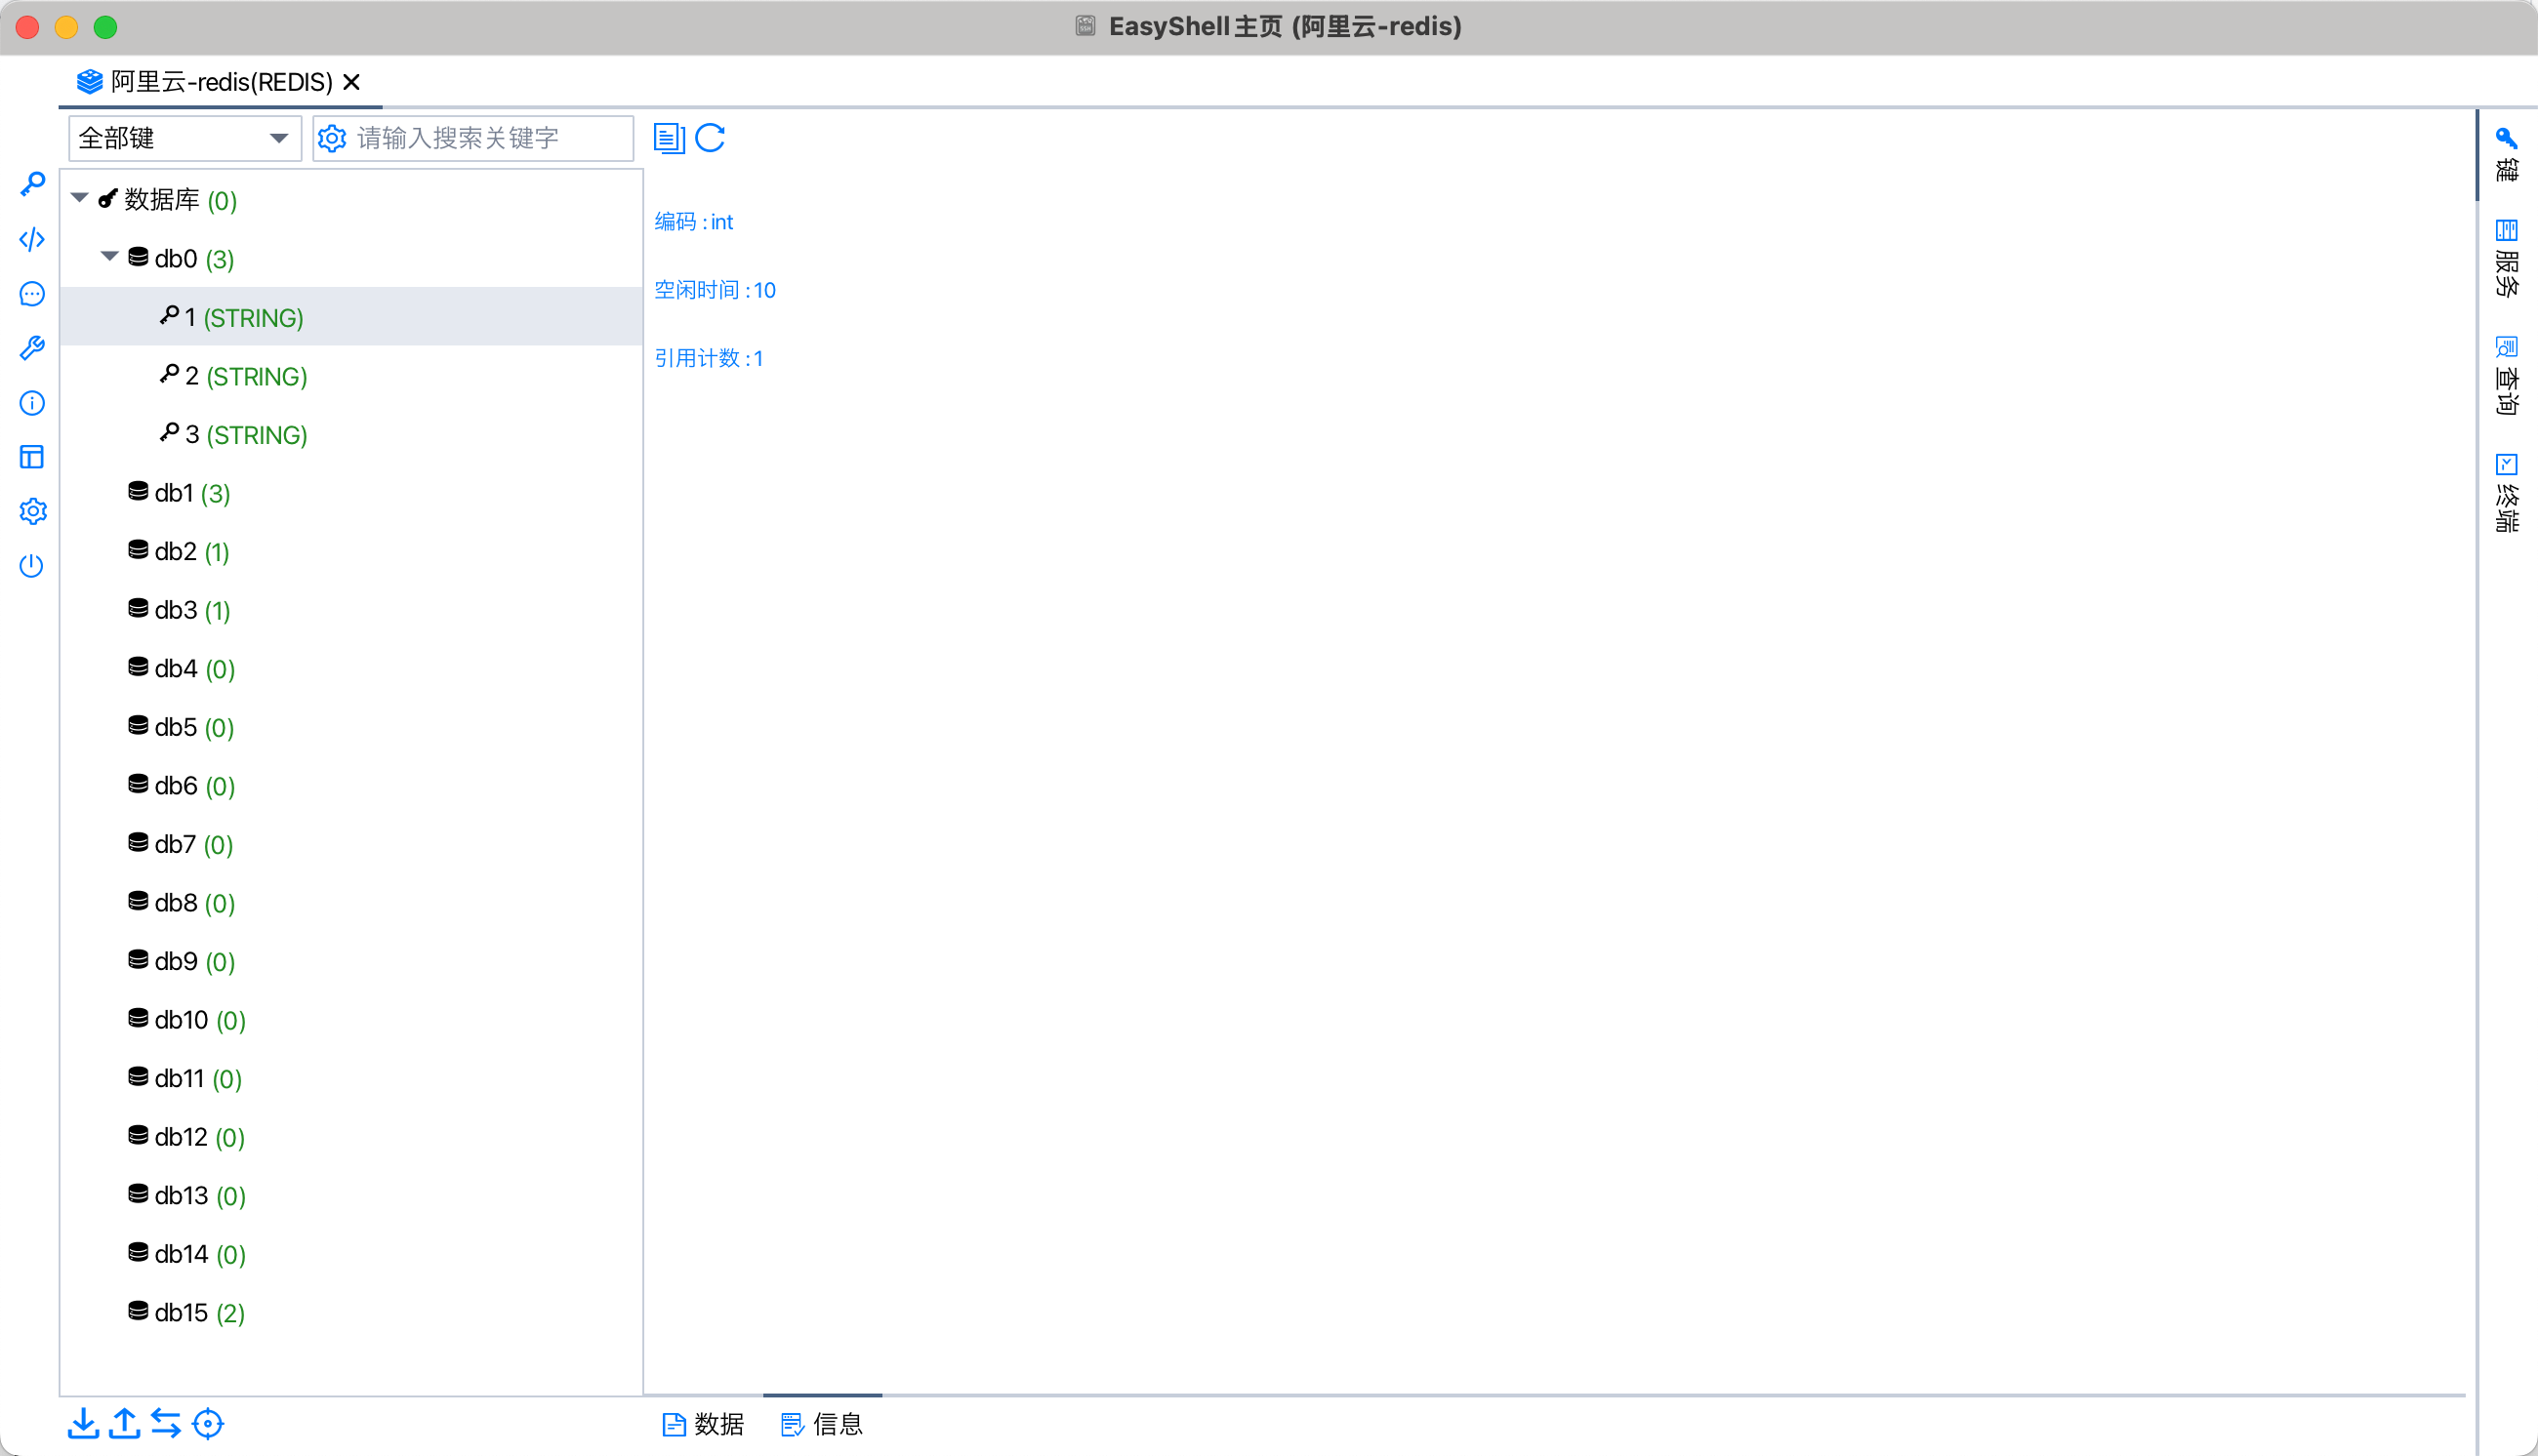 EasyShell主页 (阿里云-redis)
阿里云-redis(REDIS)
全部键
请输入搜索关键字
数据库 (0)
db0 (3)
1 (STRING)
2 (STRING)
3 (STRING)
db1 (3)
db2 (1)
db3 (1)
db4 (0)
db5 (0)
db6 (0)
db7 (0)
db8 (0)
db9 (0)
db10 (0)
db11 (0)
db12 (0)
db13 (0)
db14 (0)
db15 (2)
编码 : int
空闲时间 : 10
引用计数 : 1
数据
信息
键
服务
查询
终端